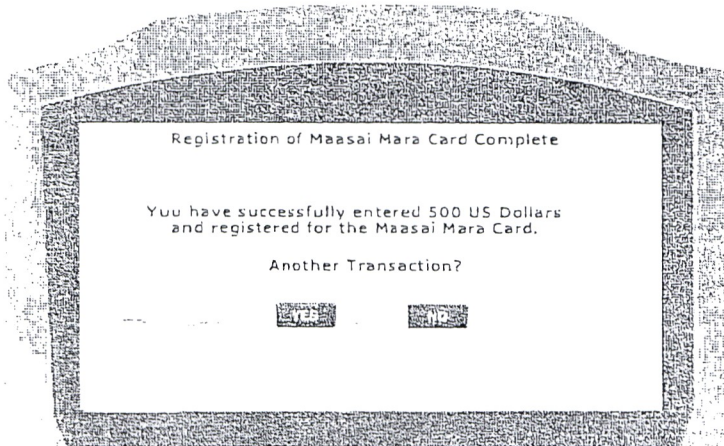 Registration of Maasai Mara Card Complete
Yuu have successfully entered 500 US Dollars
and registered for the Maasai Mara Card.
Another Transaction?
YES NO